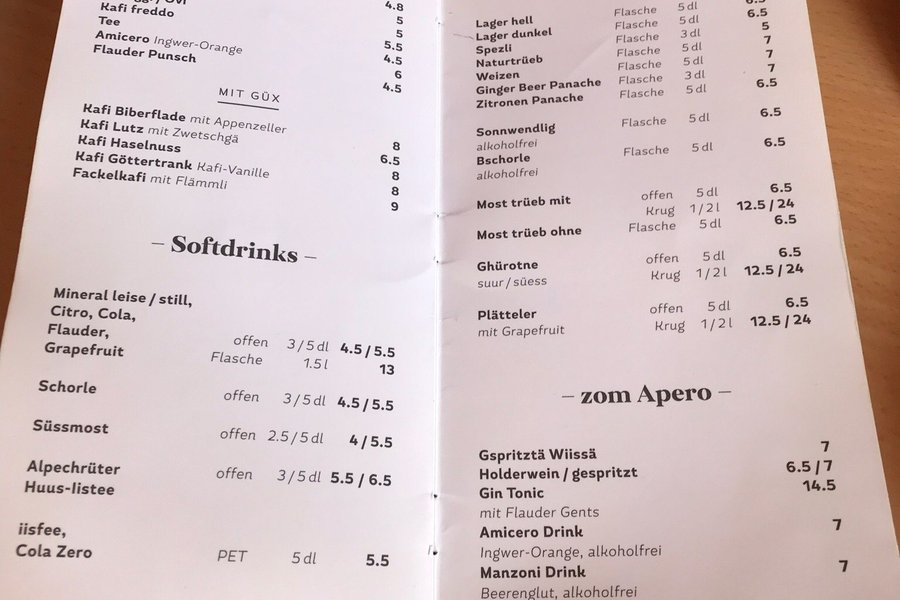 4.8
Kafi freddo 5
Tee 5
Amicero Ingwer-Orange 5.5
Flauder Punsch 4.5
6
4.5
MIT GÜX
Kafi Biberflade mit Appenzeller 8
Kafi Lutz mit Zwetschgä 6.5
Kafi Haselnuss 8
Kafi Göttertrank Kafi-Vanille 8
Fackelkafi mit Flämmli 9
– Softdrinks –
Mineral leise / still,
Citro, Cola,
Flauder, offen 3 / 5 dl 4.5 / 5.5
Grapefruit Flasche 1.5 l 13
Schorle offen 3 / 5 dl 4.5 / 5.5
Süssmost offen 2.5 / 5 dl 4 / 5.5
Alpechrüter offen 3 / 5 dl 5.5 / 6.5
Huus-Iistee
iisfee,
Cola Zero PET 5 dl 5.5
Lager hell Flasche 5 dl 6.5
Lager dunkel Flasche 5 dl 6.5
Spezli Flasche 3 dl 5
Naturtrüeb Flasche 5 dl 7
Weizen Flasche 5 dl 7
Ginger Beer Panache Flasche 3 dl 7
Zitronen Panache Flasche 5 dl 6.5
Sonnwendlig Flasche 5 dl 6.5
alkoholfrei
Bschorle Flasche 5 dl 6.5
alkoholfrei
Most trüeb mit offen 5 dl 6.5
Krug 1 / 2 l 12.5 / 24
Most trüeb ohne Flasche 5 dl 6.5
Ghürotne offen 5 dl 6.5
suur / süess Krug 1 / 2 l 12.5 / 24
Plätteler offen 5 dl 6.5
mit Grapefruit Krug 1 / 2 l 12.5 / 24
– zom Apero –
Gspritztä Wiissä 7
Holderwein / gespritzt 6.5 / 7
Gin Tonic 14.5
mit Flauder Gents
Amicero Drink 7
Ingwer-Orange, alkoholfrei
Manzoni Drink 7
Beerenglut, alkoholfrei